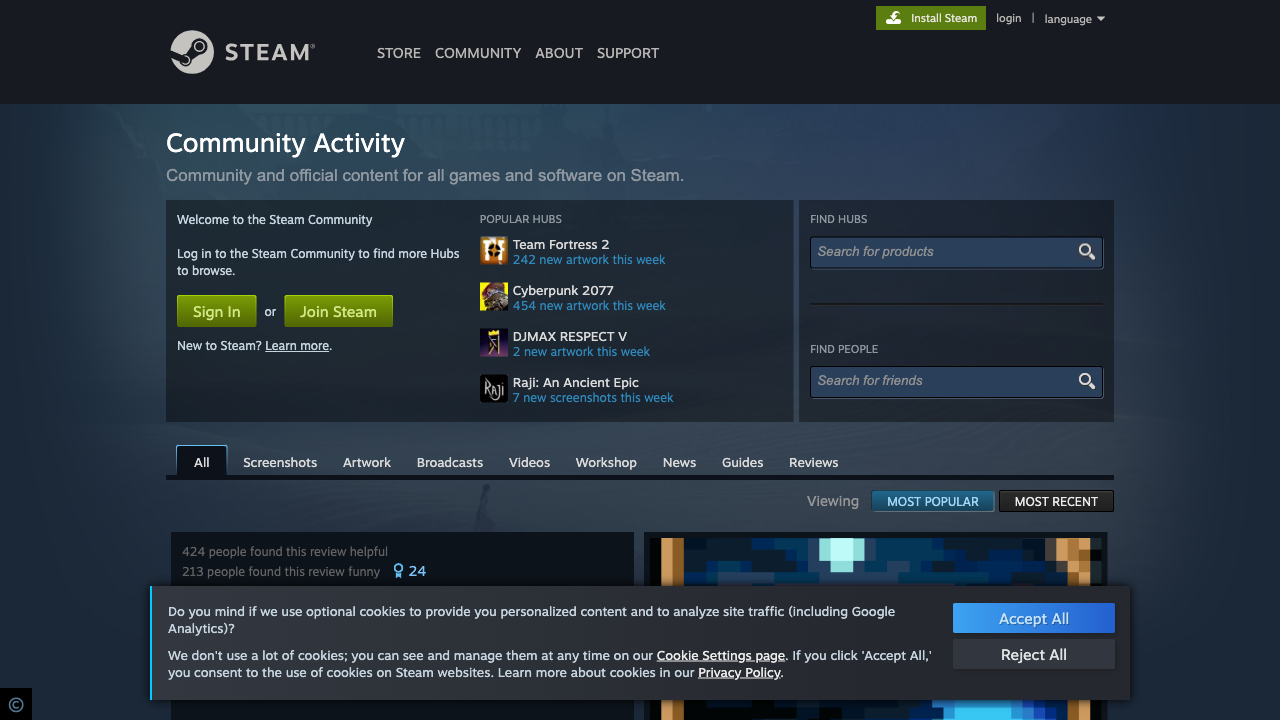 Install Steam
login | language
STEAM®
STORE COMMUNITY ABOUT SUPPORT
Community Activity
Community and official content for all games and software on Steam.
Welcome to the Steam Community
Log in to the Steam Community to find more Hubs
to browse.
Sign In or Join Steam
New to Steam? Learn more.
POPULAR HUBS
Team Fortress 2
242 new artwork this week
Cyberpunk 2077
454 new artwork this week
DJMAX RESPECT V
2 new artwork this week
RAJI
Raji: An Ancient Epic
7 new screenshots this week
FIND HUBS
Search for products
FIND PEOPLE
Search for friends
All Screenshots Artwork Broadcasts Videos Workshop News Guides Reviews
Viewing MOST POPULAR MOST RECENT
424 people found this review helpful
213 people found this review funny 24
Do you mind if we use optional cookies to provide you personalized content and to analyze site traffic (including Google
Analytics)?
We don't use a lot of cookies; you can see and manage them at any time on our Cookie Settings page. If you click 'Accept All,'
you consent to the use of cookies on Steam websites. Learn more about cookies in our Privacy Policy.
Accept All
Reject All
©